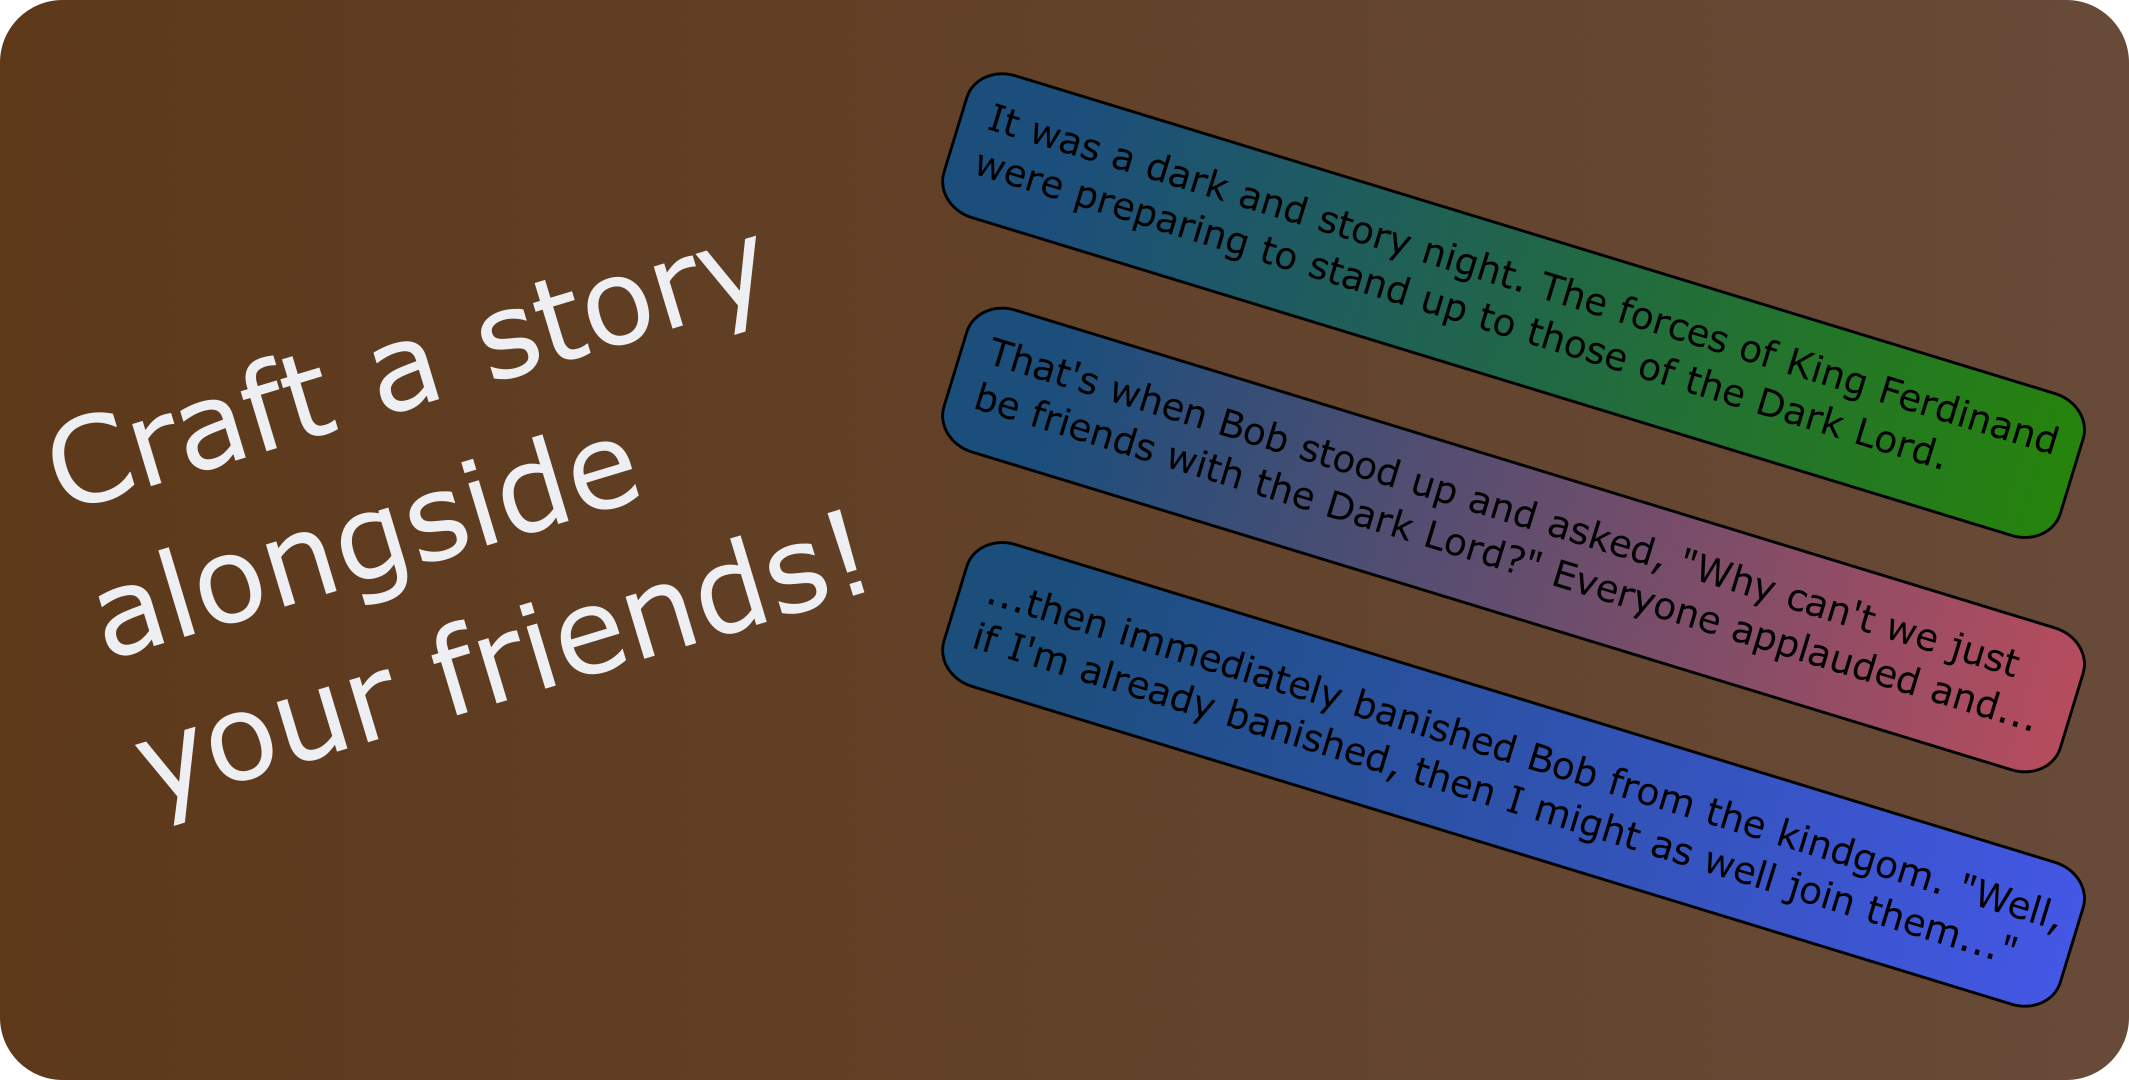 Craft a story
alongside
your friends!
It was a dark and story night. The forces of King Ferdinand
were preparing to stand up to those of the Dark Lord.
That's when Bob stood up and asked, "Why can't we just
be friends with the Dark Lord?" Everyone applauded and...
...then immediately banished Bob from the kindgom. "Well,
if I'm already banished, then I might as well join them..."